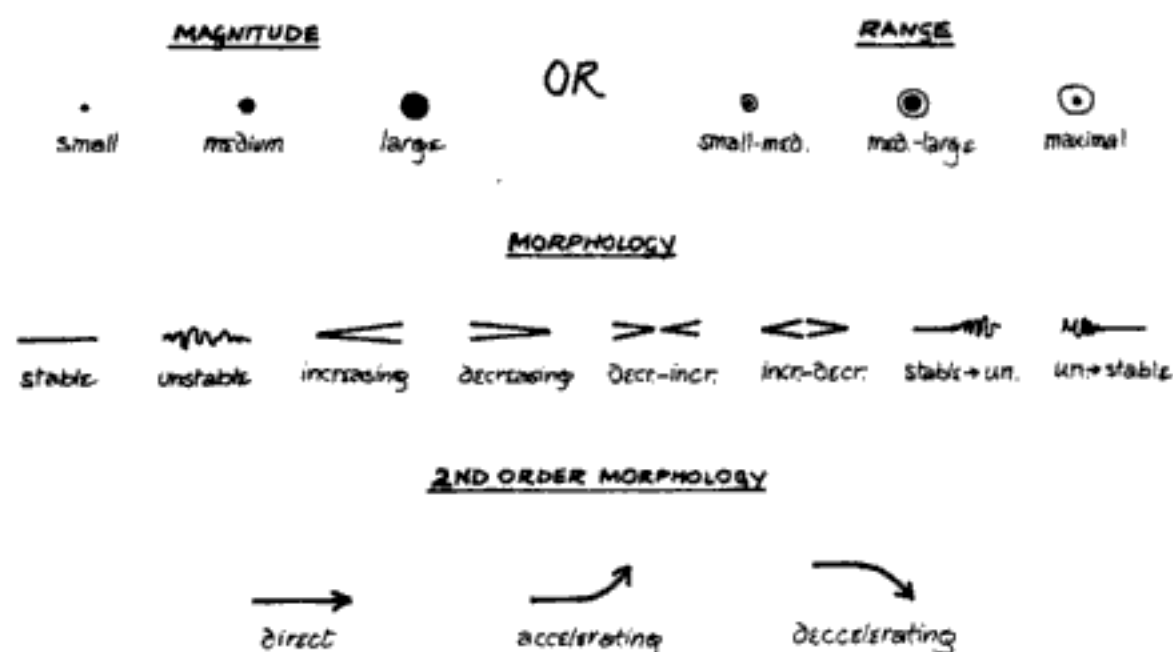 MAGNITUDE
RANGE
OR
small medium large
small-med. med.-large maximal
MORPHOLOGY
stable unstable increasing decreasing decr.-incr. incr.-decr. stable→un. un.→stable
2ND ORDER MORPHOLOGY
direct accelerating deccelerating